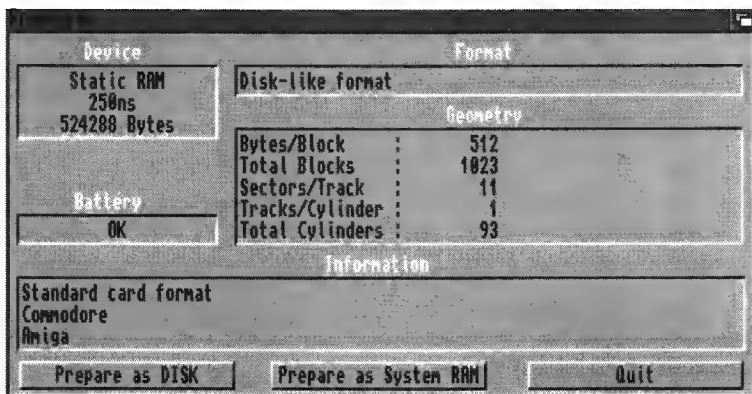 Device
Static RAM
250ns
524288 Bytes
Battery
OK
Format
Disk-like format
Geometry
Bytes/Block : 512
Total Blocks : 1023
Sectors/Track : 11
Tracks/Cylinder : 1
Total Cylinders : 93
Information
Standard card format
Commodore
Amiga
Prepare as DISK
Prepare as System RAM
Quit